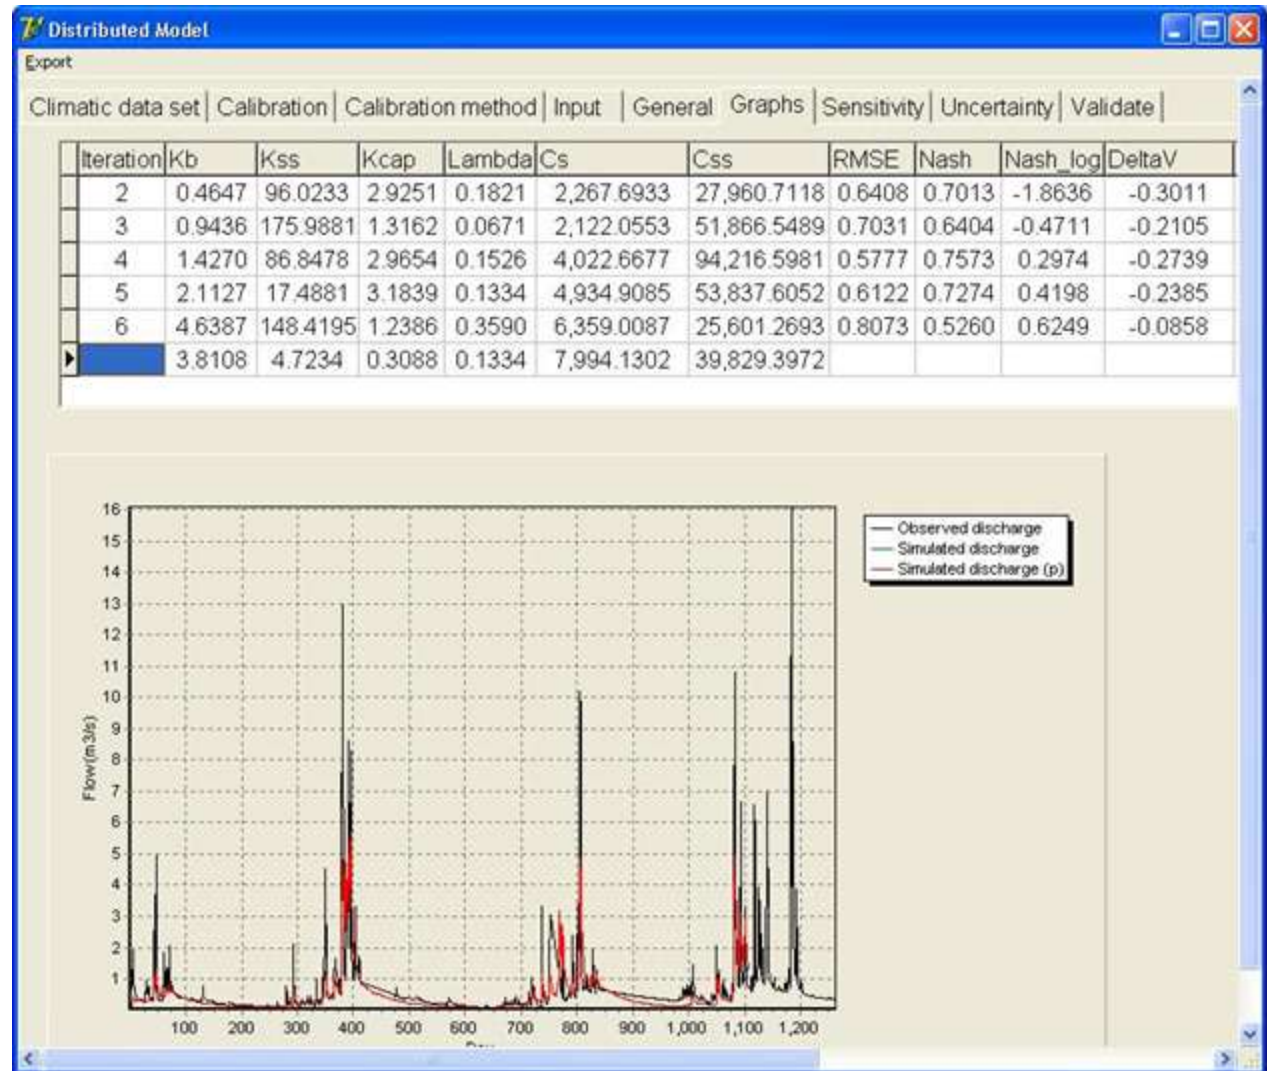 Distributed Model
Export
Climatic data set Calibration Calibration method Input General Graphs Sensitivity Uncertainty Validate
Iteration Kb Kss Kcap Lambda Cs Css RMSE Nash Nash_log DeltaV
2 0.4647 96.0233 2.9251 0.1821 2,267.6933 27,960.7118 0.6408 0.7013 -1.8636 -0.3011
3 0.9436 175.9881 1.3162 0.0671 2,122.0553 51,866.5489 0.7031 0.6404 -0.4711 -0.2105
4 1.4270 86.8478 2.9654 0.1526 4,022.6677 94,216.5981 0.5777 0.7573 0.2974 -0.2739
5 2.1127 17.4881 3.1839 0.1334 4,934.9085 53,837.6052 0.6122 0.7274 0.4198 -0.2385
6 4.6387 148.4195 1.2386 0.3590 6,359.0087 25,601.2693 0.8073 0.5260 0.6249 -0.0858
3.8108 4.7234 0.3088 0.1334 7,994.1302 39,829.3972
Observed discharge
Simulated discharge
Simulated discharge (p)
16
15
14
13
12
11
10
9
8
7
6
5
4
3
2
1
Flow(m3/s)
100 200 300 400 500 600 700 800 900 1,000 1,100 1,200